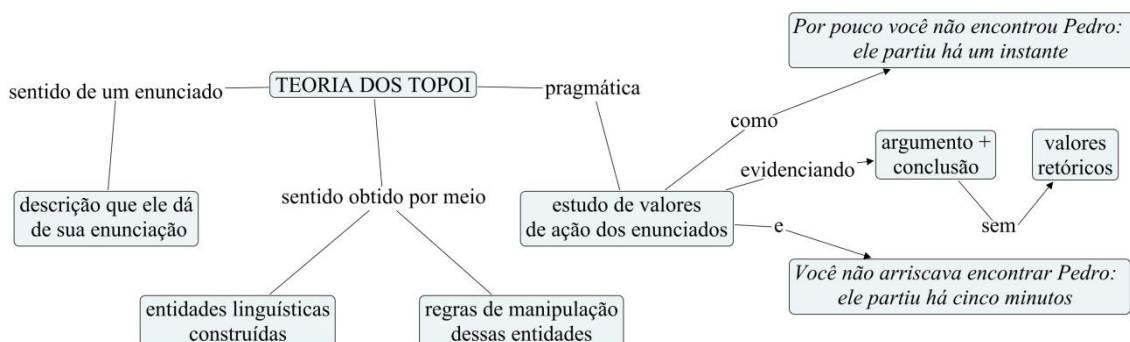 Por pouco você não encontrou Pedro:
ele partiu há um instante
TEORIA DOS TOPOI
sentido de um enunciado
pragmática
como
argumento +
conclusão
valores
retóricos
evidenciando
sentido obtido por meio
descrição que ele dá
de sua enunciação
estudo de valores
de ação dos enunciados
sem
e
Você não arriscava encontrar Pedro:
ele partiu há cinco minutos
entidades linguísticas
construídas
regras de manipulação
dessas entidades